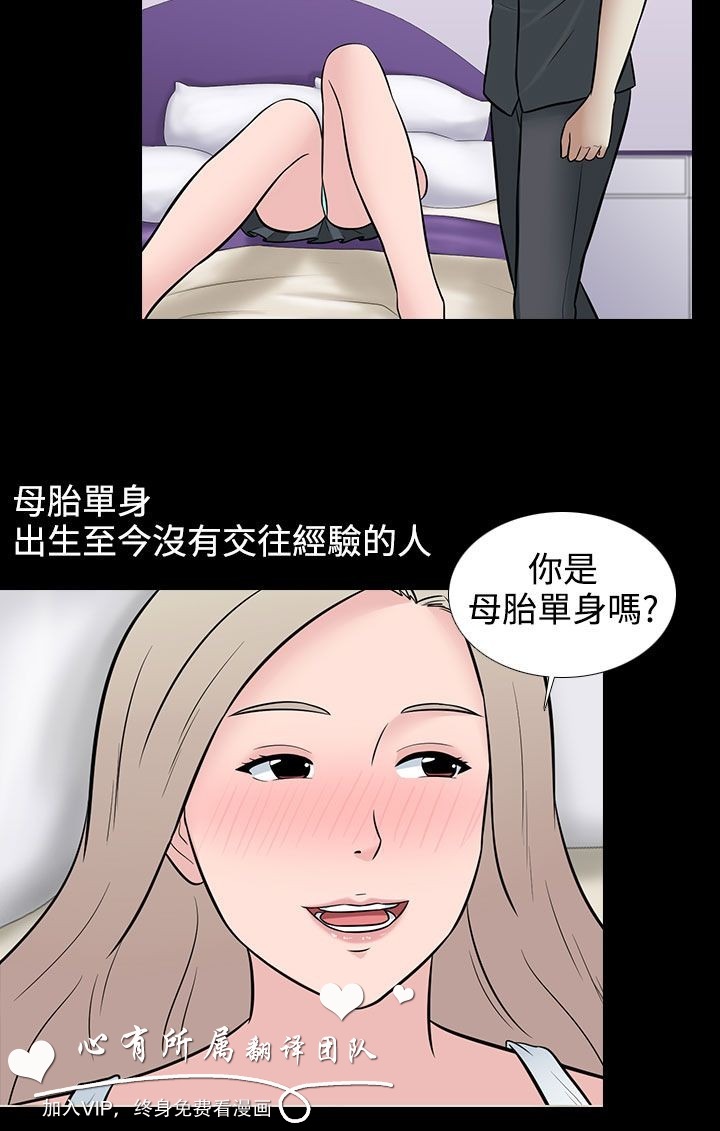 母胎單身
出生至今沒有交往經驗的人
你是
母胎單身嗎?
心有所属翻译团队
加入VIP，终身免费看漫画